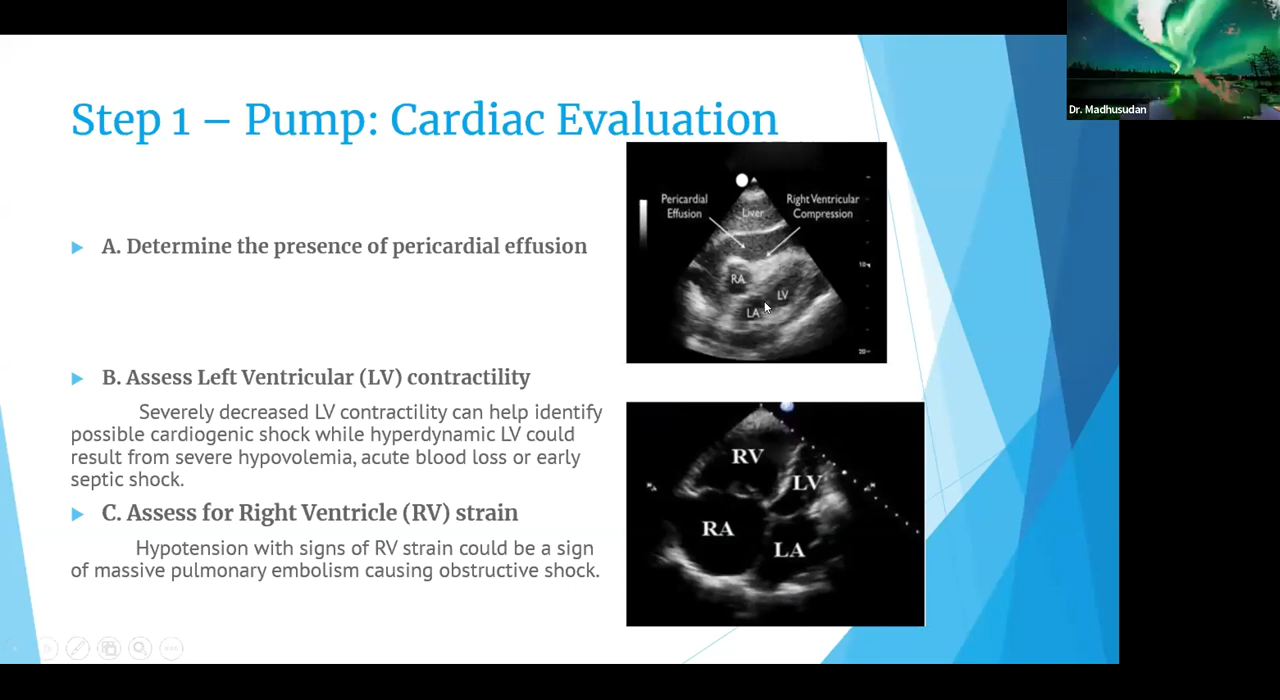 Dr. Madhusudan
Step 1 – Pump: Cardiac Evaluation
A. Determine the presence of pericardial effusion
Pericardial
Effusion
Right Ventricular
Compression
Liver
RA
LV
LA
10
20
B. Assess Left Ventricular (LV) contractility
Severely decreased LV contractility can help identify
possible cardiogenic shock while hyperdynamic LV could
result from severe hypovolemia, acute blood loss or early
septic shock.
C. Assess for Right Ventricle (RV) strain
Hypotension with signs of RV strain could be a sign
of massive pulmonary embolism causing obstructive shock.
RV
LV
RA
LA